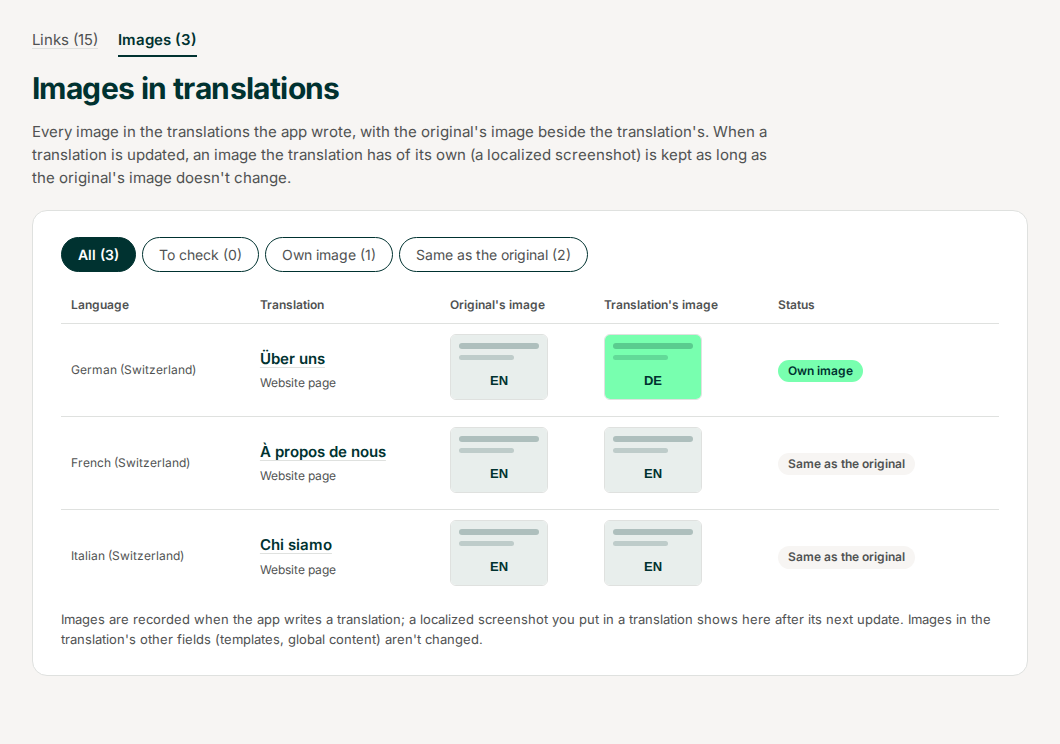 Links (15) Images (3)
Images in translations
Every image in the translations the app wrote, with the original's image beside the translation's. When a
translation is updated, an image the translation has of its own (a localized screenshot) is kept as long as
the original's image doesn't change.
All (3) To check (0) Own image (1) Same as the original (2)
Language Translation Original's image Translation's image Status
German (Switzerland) Über uns EN DE Own image
Website page
French (Switzerland) À propos de nous EN EN Same as the original
Website page
Italian (Switzerland) Chi siamo EN EN Same as the original
Website page
Images are recorded when the app writes a translation; a localized screenshot you put in a translation shows here after its next update. Images in the
translation's other fields (templates, global content) aren't changed.